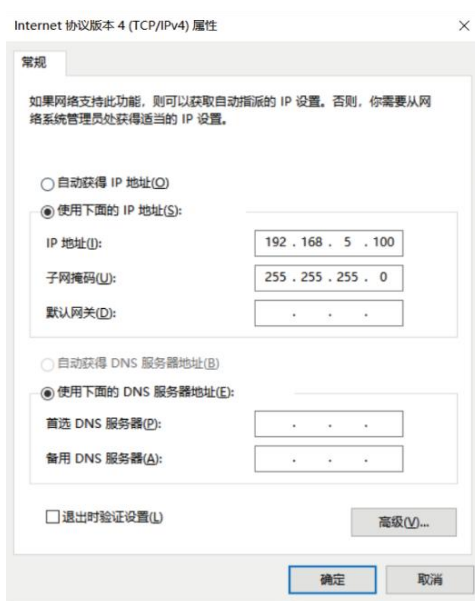 Internet 协议版本 4 (TCP/IPv4) 属性
常规
如果网络支持此功能，则可以获取自动指派的 IP 设置。否则，你需要从网
络系统管理员处获得适当的 IP 设置。
自动获得 IP 地址(O)
使用下面的 IP 地址(S):
IP 地址(I):
192 . 168 . 5 . 100
子网掩码(U):
255 . 255 . 255 . 0
默认网关(D):
. . .
自动获得 DNS 服务器地址(B)
使用下面的 DNS 服务器地址(E):
首选 DNS 服务器(P):
. . .
备用 DNS 服务器(A):
. . .
退出时验证设置(L)
高级(V)...
确定
取消